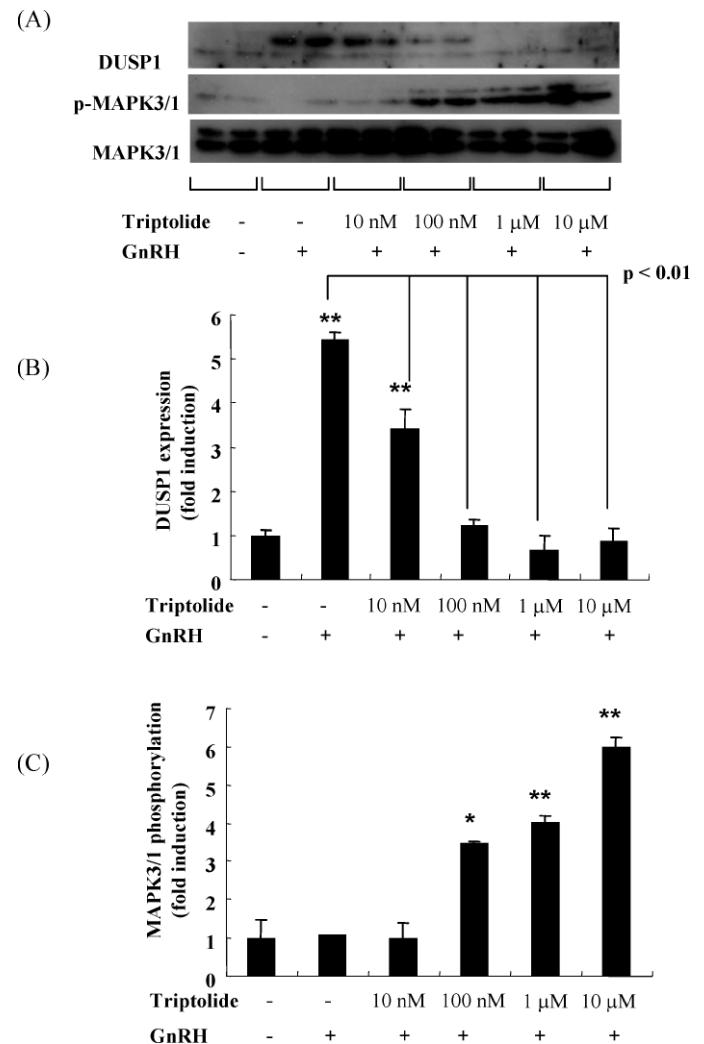 (A)
DUSP1
p-MAPK3/1
MAPK3/1
Triptolide - - 10 nM 100 nM 1 μM 10 μM
GnRH - + + + + +
p < 0.01
(B)
DUSP1 expression
(fold induction)
6
5
4
3
2
1
0
** **
Triptolide - - 10 nM 100 nM 1 μM 10 μM
GnRH - + + + + +
(C)
MAPK3/1 phosphorylation
(fold induction)
7
6
5
4
3
2
1
0
* ** **
Triptolide - - 10 nM 100 nM 1 μM 10 μM
GnRH - + + + + +